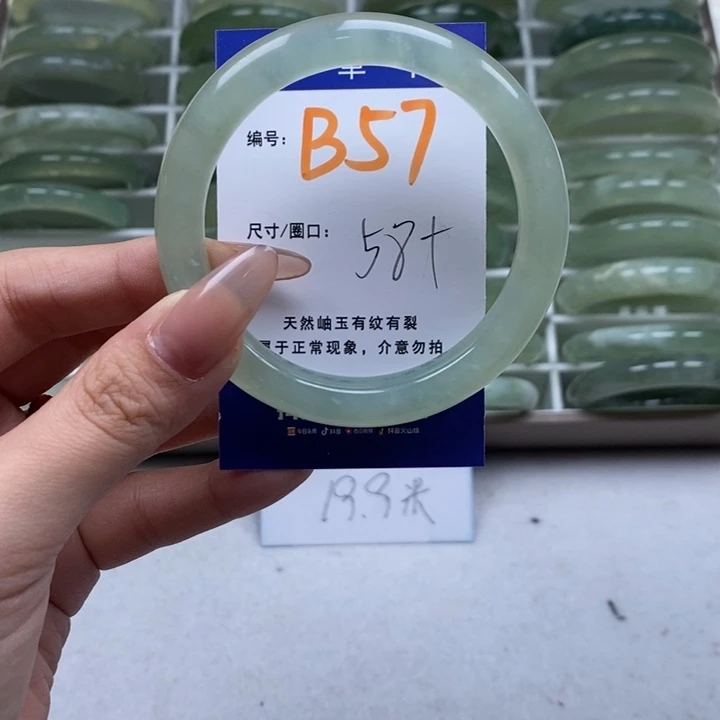 编号: B57
尺寸/圈口: 58+
天然岫玉有纹有裂
属于正常现象，介意勿拍
19.9米